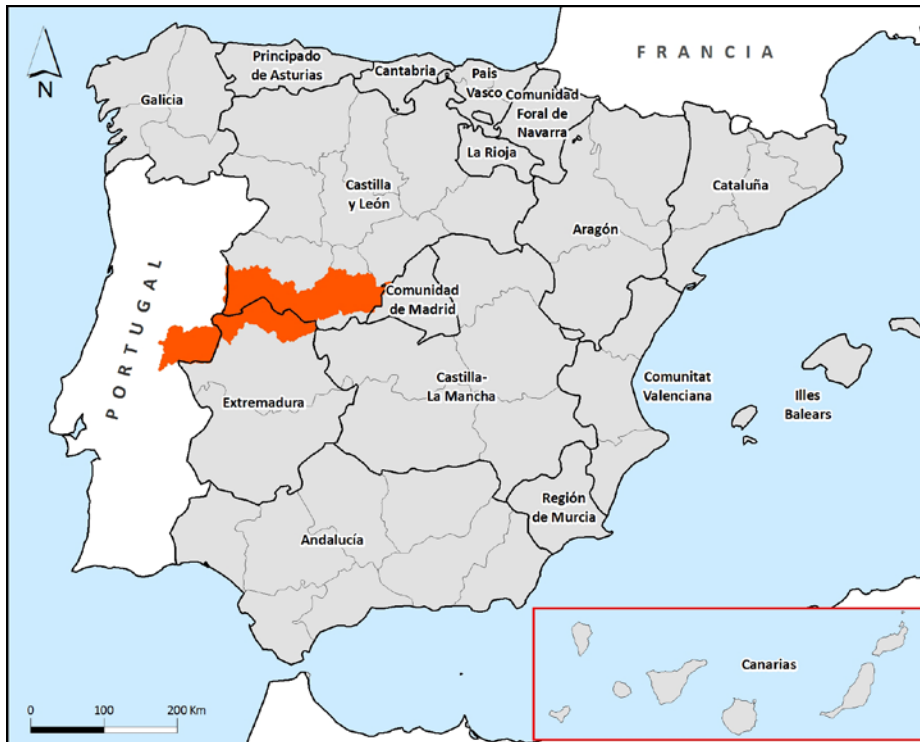 N
FRANCIA
Principado
de Asturias
Cantabria
País
Vasco
Comunidad
Foral de
Navarra
Galicia
La Rioja
Castilla
y León
Cataluña
Aragón
PORTUGAL
Comunidad
de Madrid
Castilla-
La Mancha
Extremadura
Comunitat
Valenciana
Illes
Balears
Región
de Murcia
Andalucía
Canarias
0 100 200 Km